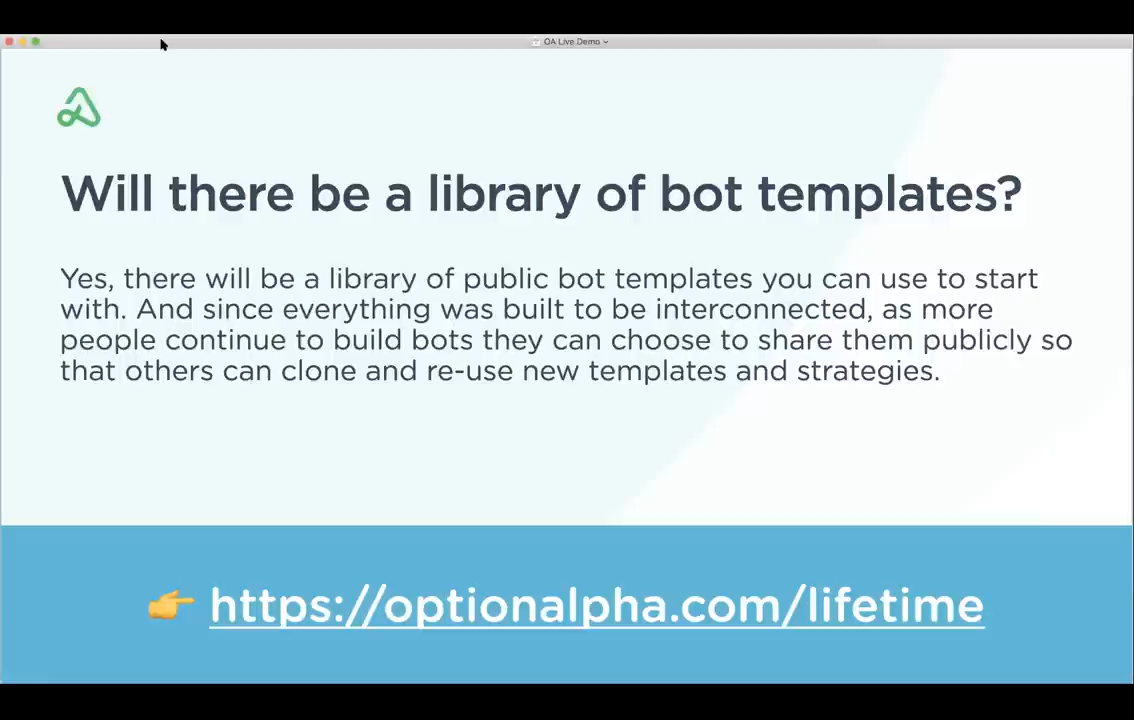 OA Live Demo
Will there be a library of bot templates?
Yes, there will be a library of public bot templates you can use to start
with. And since everything was built to be interconnected, as more
people continue to build bots they can choose to share them publicly so
that others can clone and re-use new templates and strategies.
https://optionalpha.com/lifetime